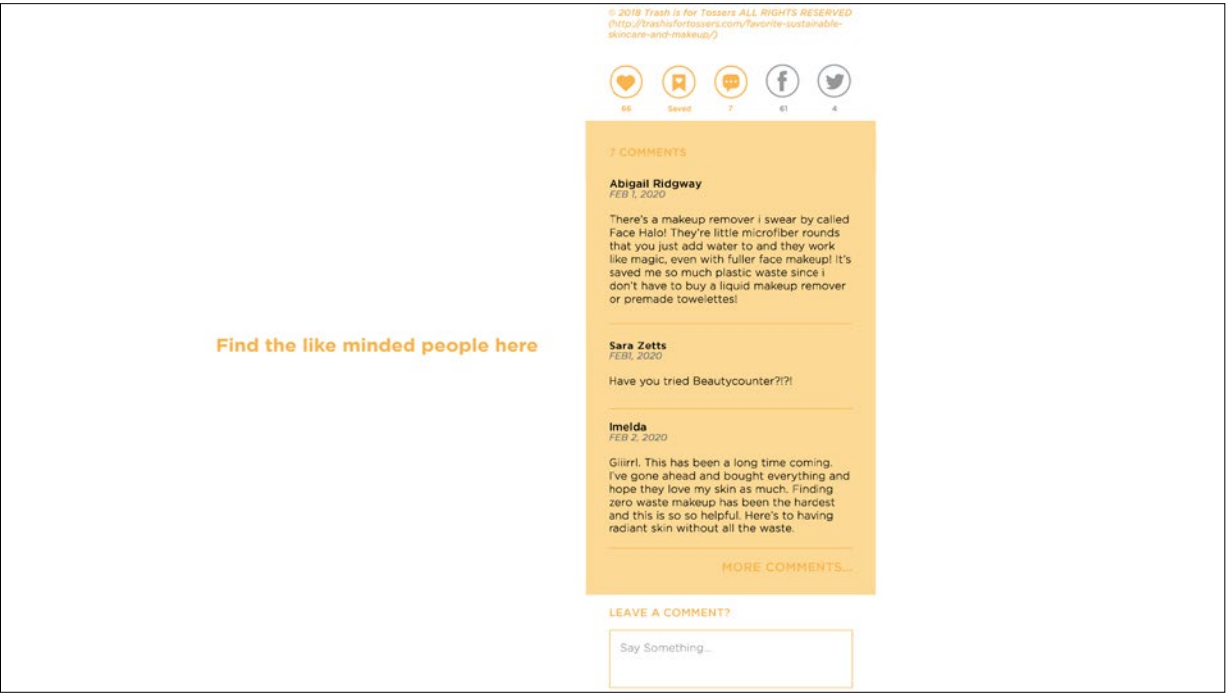 © 2018 Trash is for Tossers ALL RIGHTS RESERVED
(http://trashisfortossers.com/favorite-sustainable-
skincare-and-makeup/)
66 Saved 7 61 4
7 COMMENTS
Abigail Ridgway
FEB 1, 2020
There's a makeup remover i swear by called
Face Halo! They're little microfiber rounds
that you just add water to and they work
like magic, even with fuller face makeup! It's
saved me so much plastic waste since i
don't have to buy a liquid makeup remover
or premade towelettes!
Find the like minded people here
Sara Zetts
FEB1, 2020
Have you tried Beautycounter?!?!
Imelda
FEB 2, 2020
Giiirrl. This has been a long time coming.
I've gone ahead and bought everything and
hope they love my skin as much. Finding
zero waste makeup has been the hardest
and this is so so helpful. Here's to having
radiant skin without all the waste.
MORE COMMENTS...
LEAVE A COMMENT?
Say Something...